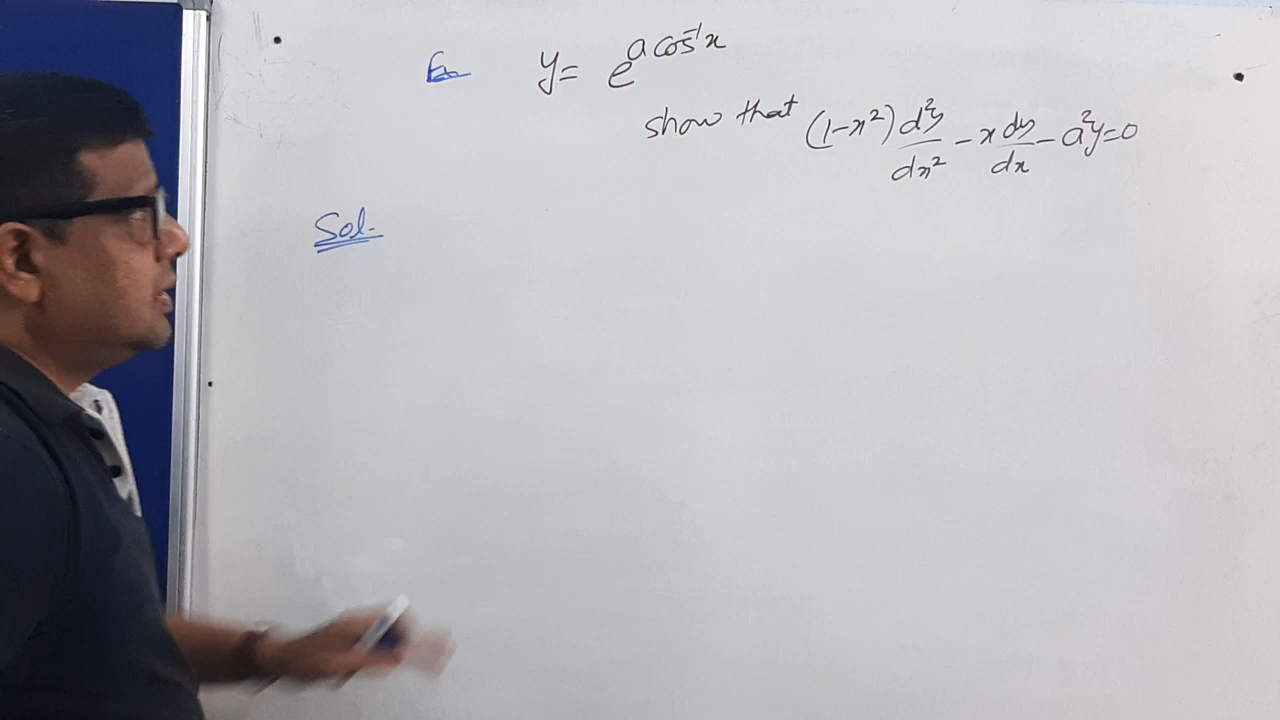 Ex y = e^{a cos⁻¹x}
show that (1-x²) d²y/dx² - x dy/dx - a²y=0
Sol.